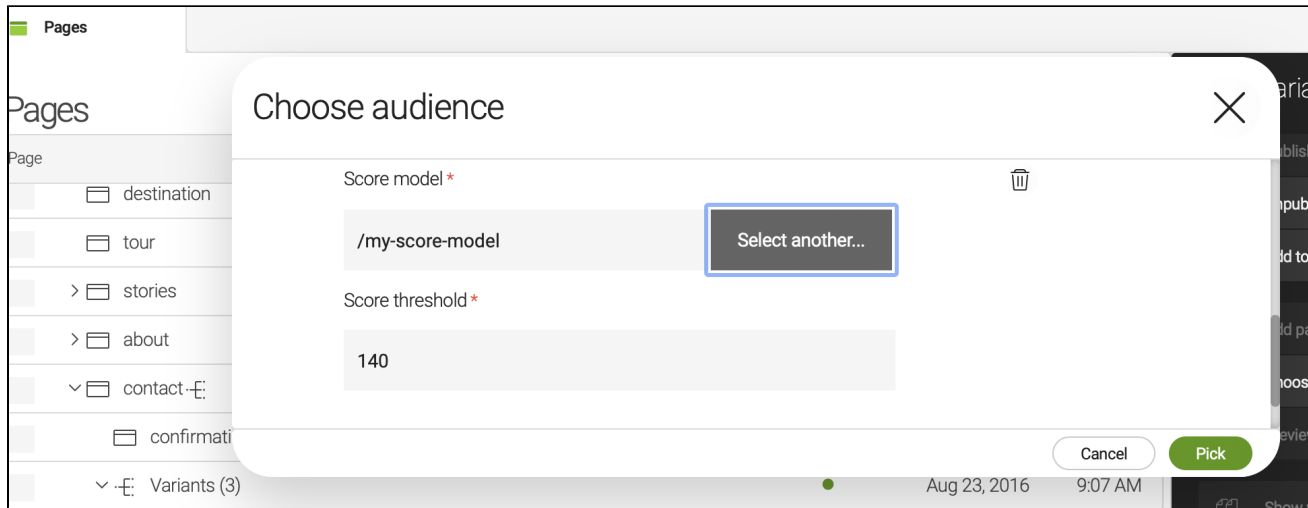 Pages
Pages
Page
destination
tour
stories
about
contact
Variants (3)
Aug 23, 2016
9:07 AM
Choose audience
Score model *
/my-score-model
Select another...
Score threshold *
140
Cancel
Pick
Show